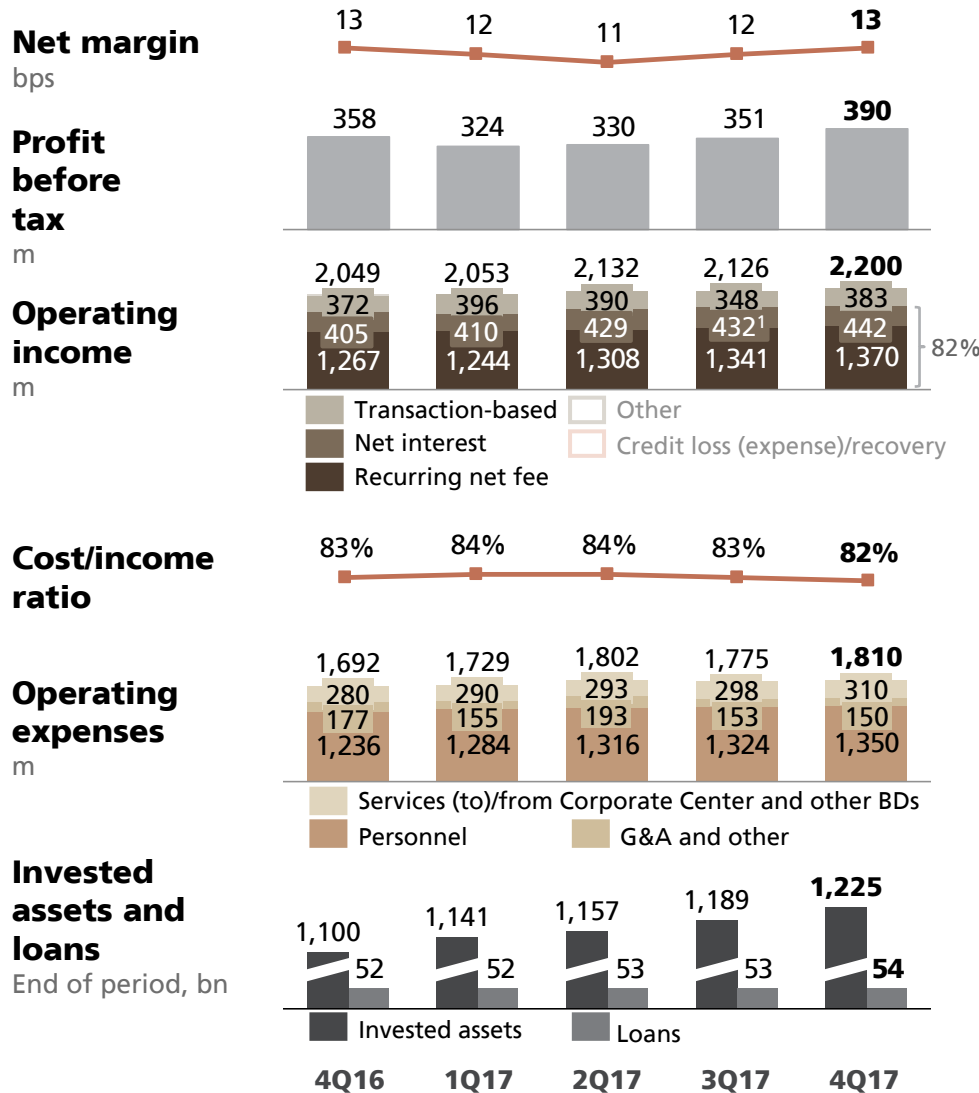 Net margin
bps
13 12 11 12 13
Profit
before
tax
m
358 324 330 351 390
Operating
income
m
2,049 2,053 2,132 2,126 2,200
372 396 390 348 383
405 410 429 432¹ 442
1,267 1,244 1,308 1,341 1,370
82%
Transaction-based Other
Net interest Credit loss (expense)/recovery
Recurring net fee
Cost/income
ratio
83% 84% 84% 83% 82%
Operating
expenses
m
1,692 1,729 1,802 1,775 1,810
280 290 293 298 310
177 155 193 153 150
1,236 1,284 1,316 1,324 1,350
Services (to)/from Corporate Center and other BDs
Personnel G&A and other
Invested
assets and
loans
End of period, bn
1,100 1,141 1,157 1,189 1,225
52 52 53 53 54
Invested assets Loans
4Q16 1Q17 2Q17 3Q17 4Q17